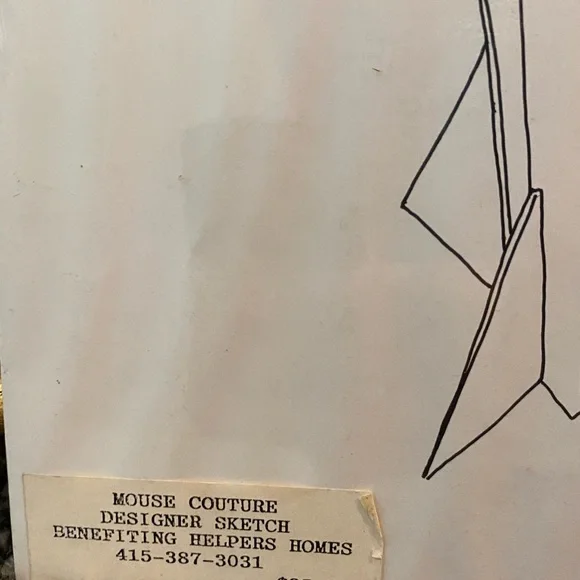 MOUSE COUTURE
DESIGNER SKETCH
BENEFITING HELPERS HOMES
415-387-3031